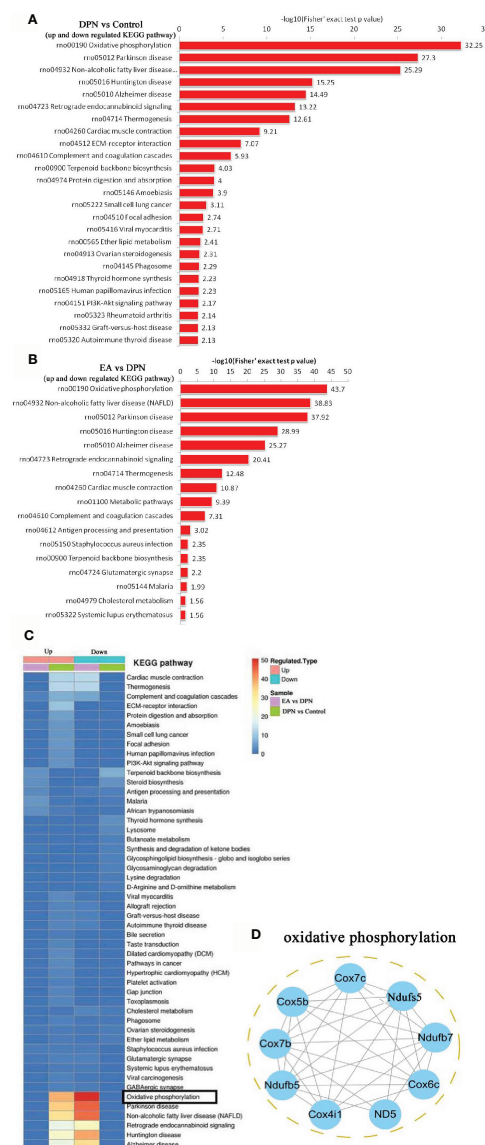 A
DPN vs Control
(up and down regulated KEGG pathway)
-log10(Fisher' exact test p value)
0 5 10 15 20 25 30 3
rno00190 Oxidative phosphorylation 32.25
rno05012 Parkinson disease 27.3
rno04932 Non-alcoholic fatty liver disease... 25.29
rno05016 Huntington disease 15.25
rno05010 Alzheimer disease 14.49
rno04723 Retrograde endocannabinoid signaling 13.22
rno04714 Thermogenesis 12.61
rno04260 Cardiac muscle contraction 9.21
rno04512 ECM-receptor interaction 7.07
rno04610 Complement and coagulation cascades 5.93
rno00900 Terpenoid backbone biosynthesis 4.03
rno04974 Protein digestion and absorption 4
rno05146 Amoebiasis 3.9
rno05222 Small cell lung cancer 3.11
rno04510 Focal adhesion 2.74
rno05416 Viral myocarditis 2.71
rno00565 Ether lipid metabolism 2.41
rno04913 Ovarian steroidogenesis 2.31
rno04145 Phagosome 2.29
rno04918 Thyroid hormone synthesis 2.23
rno05165 Human papillomavirus infection 2.23
rno04151 PI3K-Akt signaling pathway 2.17
rno05323 Rheumatoid arthritis 2.14
rno05332 Graft-versus-host disease 2.13
rno05320 Autoimmune thyroid disease 2.13
B
EA vs DPN
(up and down regulated KEGG pathway)
-log10(Fisher' exact test p value)
0 5 10 15 20 25 30 35 40 45 50
rno00190 Oxidative phosphorylation 43.7
rno04932 Non-alcoholic fatty liver disease (NAFLD) 38.83
rno05012 Parkinson disease 37.92
rno05016 Huntington disease 28.99
rno05010 Alzheimer disease 25.27
rno04723 Retrograde endocannabinoid signaling 20.41
rno04714 Thermogenesis 12.48
rno04260 Cardiac muscle contraction 10.87
rno01100 Metabolic pathways 9.39
rno04610 Complement and coagulation cascades 7.31
rno04612 Antigen processing and presentation 3.02
rno05150 Staphylococcus aureus infection 2.35
rno00900 Terpenoid backbone biosynthesis 2.35
rno04724 Glutamatergic synapse 2.2
rno05144 Malaria 1.99
rno04979 Cholesterol metabolism 1.56
rno05322 Systemic lupus erythematosus 1.56
C
Up Down
KEGG pathway
Cardiac muscle contraction
Thermogenesis
Complement and coagulation cascades
ECM-receptor interaction
Protein digestion and absorption
Amoebiasis
Small cell lung cancer
Focal adhesion
Human papillomavirus infection
PI3K-Akt signaling pathway
Terpenoid backbone biosynthesis
Steroid biosynthesis
Antigen processing and presentation
Malaria
African trypanosomiasis
Thyroid hormone synthesis
Lysosome
Butanoate metabolism
Synthesis and degradation of ketone bodies
Glycosphingolipid biosynthesis - globo and isoglobo series
Glycosaminoglycan degradation
Lysine degradation
D-Arginine and D-ornithine metabolism
Viral myocarditis
Allograft rejection
Graft-versus-host disease
Autoimmune thyroid disease
Bile secretion
Taste transduction
Dilated cardiomyopathy (DCM)
Pathways in cancer
Hypertrophic cardiomyopathy (HCM)
Platelet activation
Gap junction
Toxoplasmosis
Cholesterol metabolism
Phagosome
Ovarian steroidogenesis
Ether lipid metabolism
Staphylococcus aureus infection
Glutamatergic synapse
Systemic lupus erythematosus
Viral carcinogenesis
GABAergic synapse
Oxidative phosphorylation
Parkinson disease
Non-alcoholic fatty liver disease (NAFLD)
Retrograde endocannabinoid signaling
Huntington disease
Alzheimer disease
50
40
30
20
10
0
Regulated.Type
Up
Down
Sample
EA vs DPN
DPN vs Control
D
oxidative phosphorylation
Cox7c
Cox5b
Ndufs5
Cox7b
Ndufb7
Ndufb5
Cox6c
Cox4i1
ND5